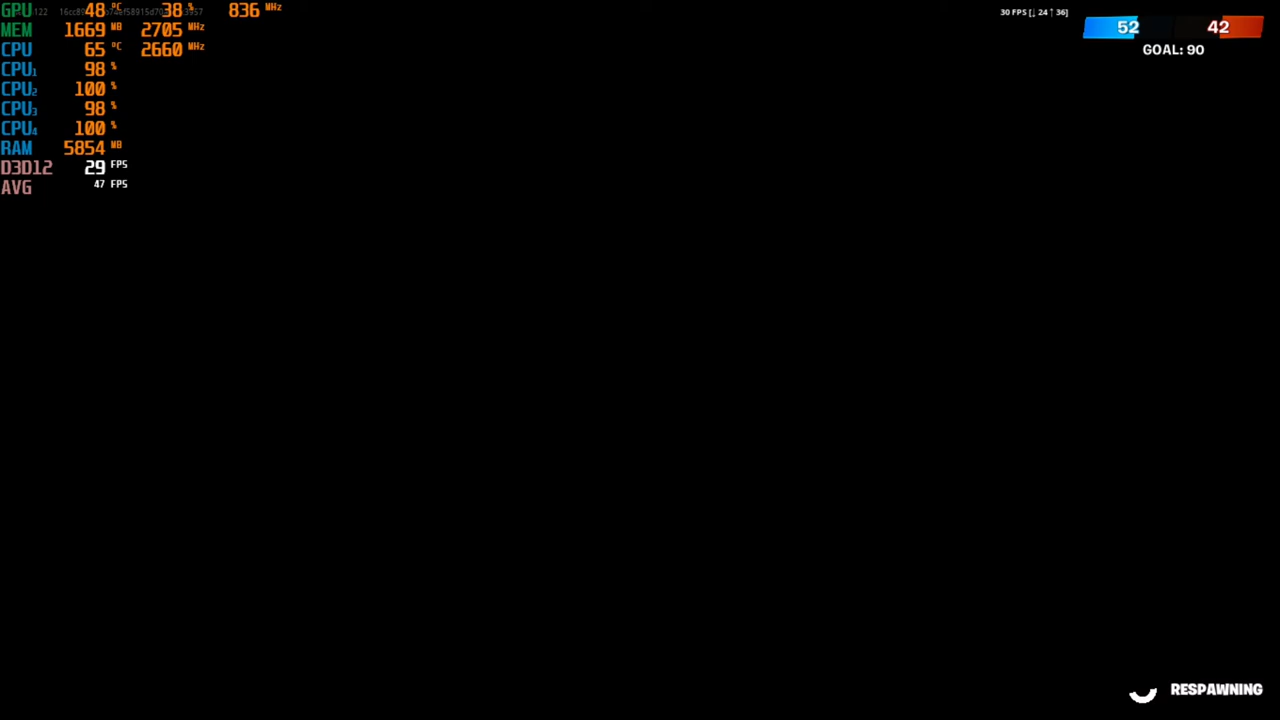 GPU 48 °C 38 % 836 MHz
MEM 1669 MB 2705 MHz
CPU 65 °C 2660 MHz
CPU1 98 %
CPU2 100 %
CPU3 98 %
CPU4 100 %
RAM 5854 MB
D3D12 29 FPS
AVG 47 FPS
30 FPS [↓ 24 ↑ 36]
52 42
GOAL: 90
RESPAWNING